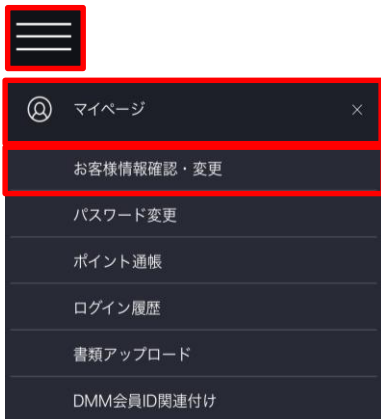 マイページ
お客様情報確認・変更
パスワード変更
ポイント通帳
ログイン履歴
書類アップロード
DMM会員ID関連付け